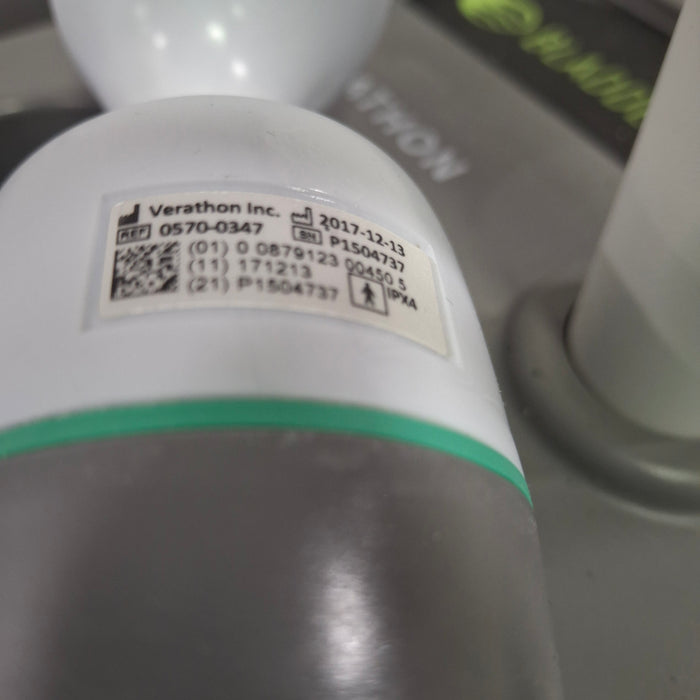 Verathon Inc. 2017-12-13
REF 0570-0347 SN P1504737
(01) 0 0879123 00450 5
(11) 171213
(21) P1504737 IPX4